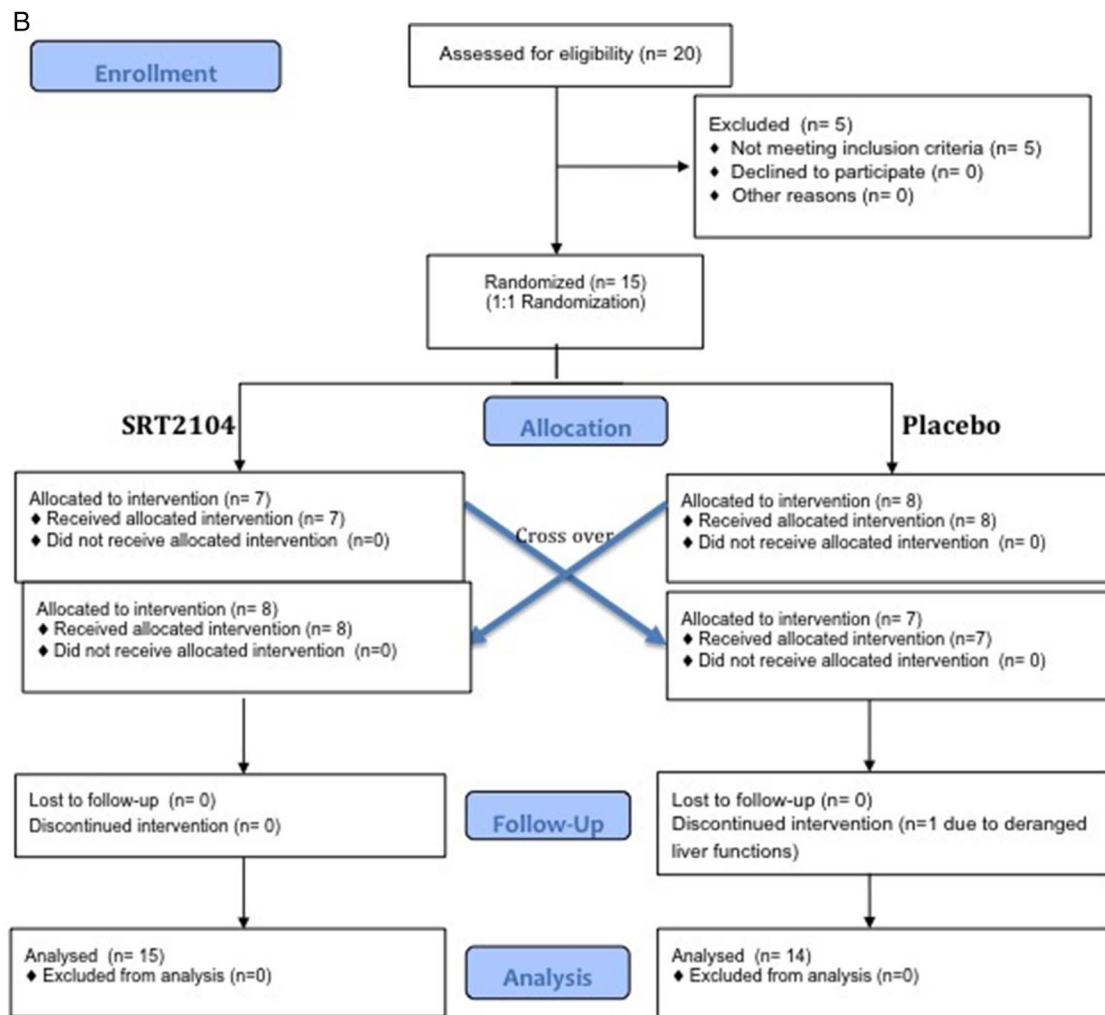 B
Enrollment
Assessed for eligibility (n= 20)
Excluded (n= 5)
♦ Not meeting inclusion criteria (n= 5)
♦ Declined to participate (n= 0)
♦ Other reasons (n= 0)
Randomized (n= 15)
(1:1 Randomization)
Allocation
SRT2104
Placebo
Allocated to intervention (n= 7)
♦ Received allocated intervention (n= 7)
♦ Did not receive allocated intervention (n=0)
Cross over
Allocated to intervention (n= 8)
♦ Received allocated intervention (n= 8)
♦ Did not receive allocated intervention (n= 0)
Allocated to intervention (n= 8)
♦ Received allocated intervention (n= 8)
♦ Did not receive allocated intervention (n=0)
Allocated to intervention (n= 7)
♦ Received allocated intervention (n=7)
♦ Did not receive allocated intervention (n= 0)
Lost to follow-up (n= 0)
Discontinued intervention (n= 0)
Follow-Up
Lost to follow-up (n= 0)
Discontinued intervention (n=1 due to deranged
liver functions)
Analysed (n= 15)
♦ Excluded from analysis (n=0)
Analysis
Analysed (n= 14)
♦ Excluded from analysis (n=0)